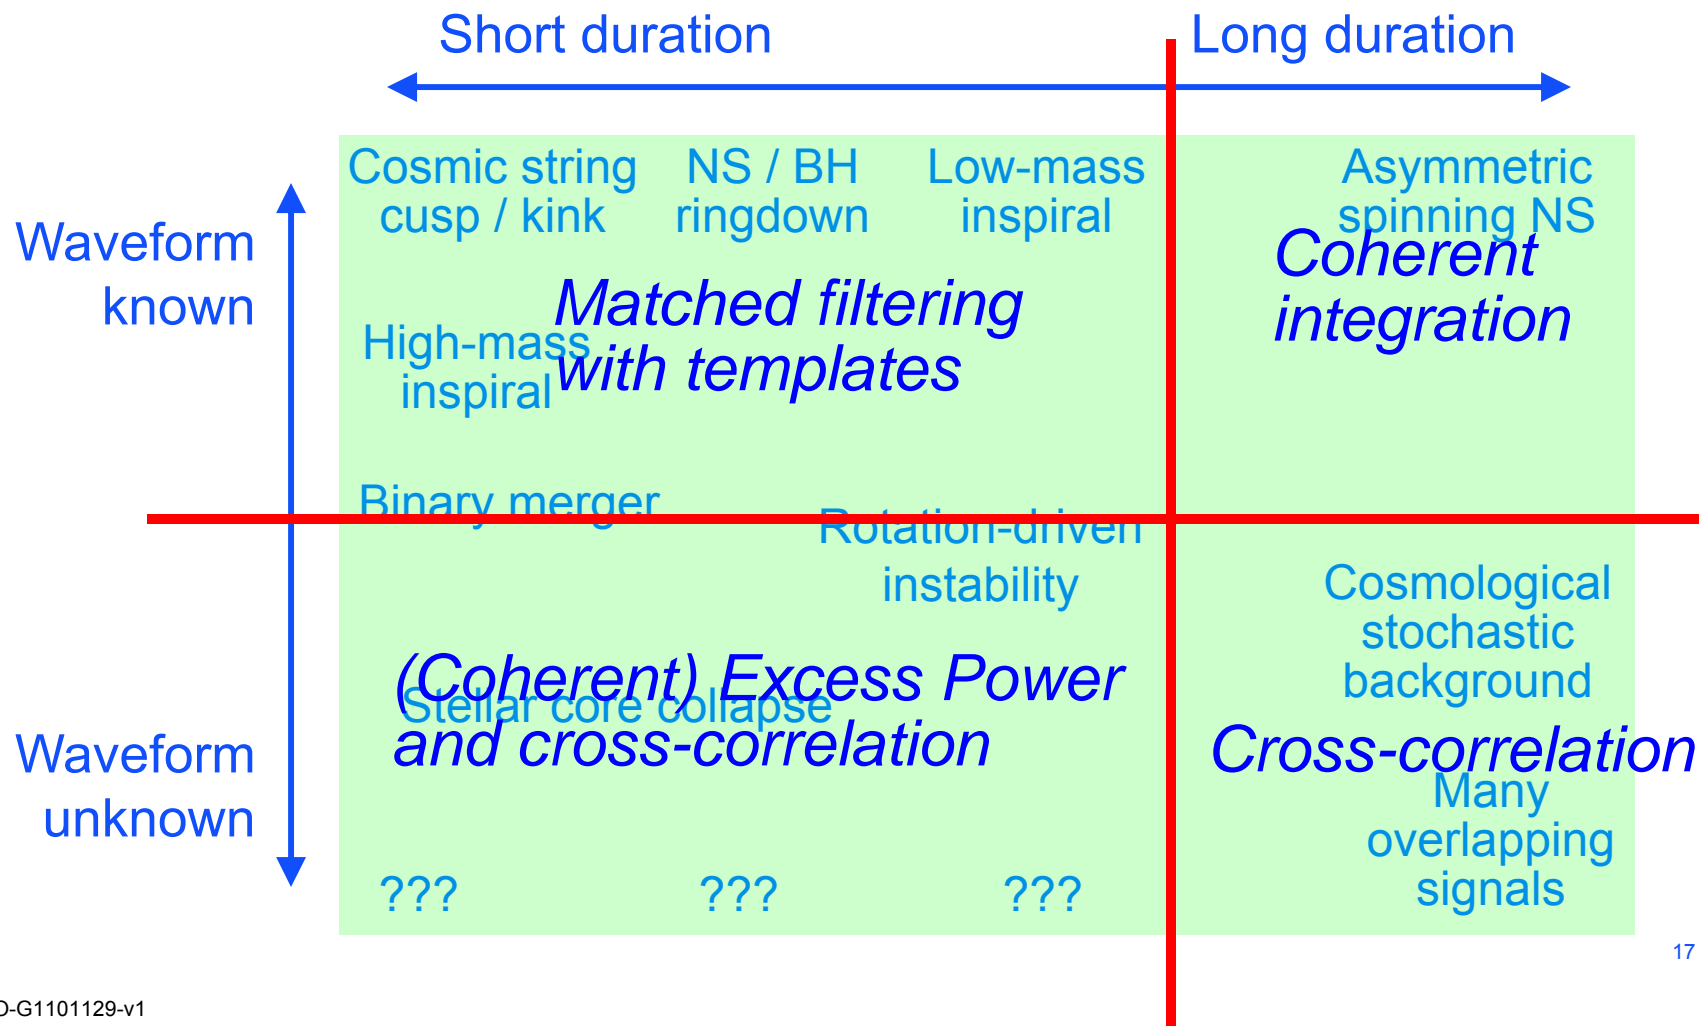 Short duration
Long duration
Cosmic string
cusp / kink
NS / BH
ringdown
Low-mass
inspiral
Asymmetric
spinning NS
Waveform
known
Coherent
integration
Matched filtering
with templates
High-mass
inspiral
Binary merger
Rotation-driven
instability
Cosmological
stochastic
background
(Coherent) Excess Power
Stellar core collapse
and cross-correlation
Waveform
unknown
Cross-correlation
Many
overlapping
signals
??? ??? ???
17
O-G1101129-v1